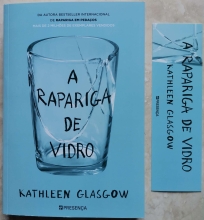 DA AUTORA BESTSELLER INTERNACIONAL
DE RAPARIGA EM PEDAÇOS
A
RAPARIGA
DE
VIDRO
KATHLEEN GLASGOW
PRESENÇA
A RAPARIGA DE VIDRO
KATHLEEN GLASGOW
PRESENÇA